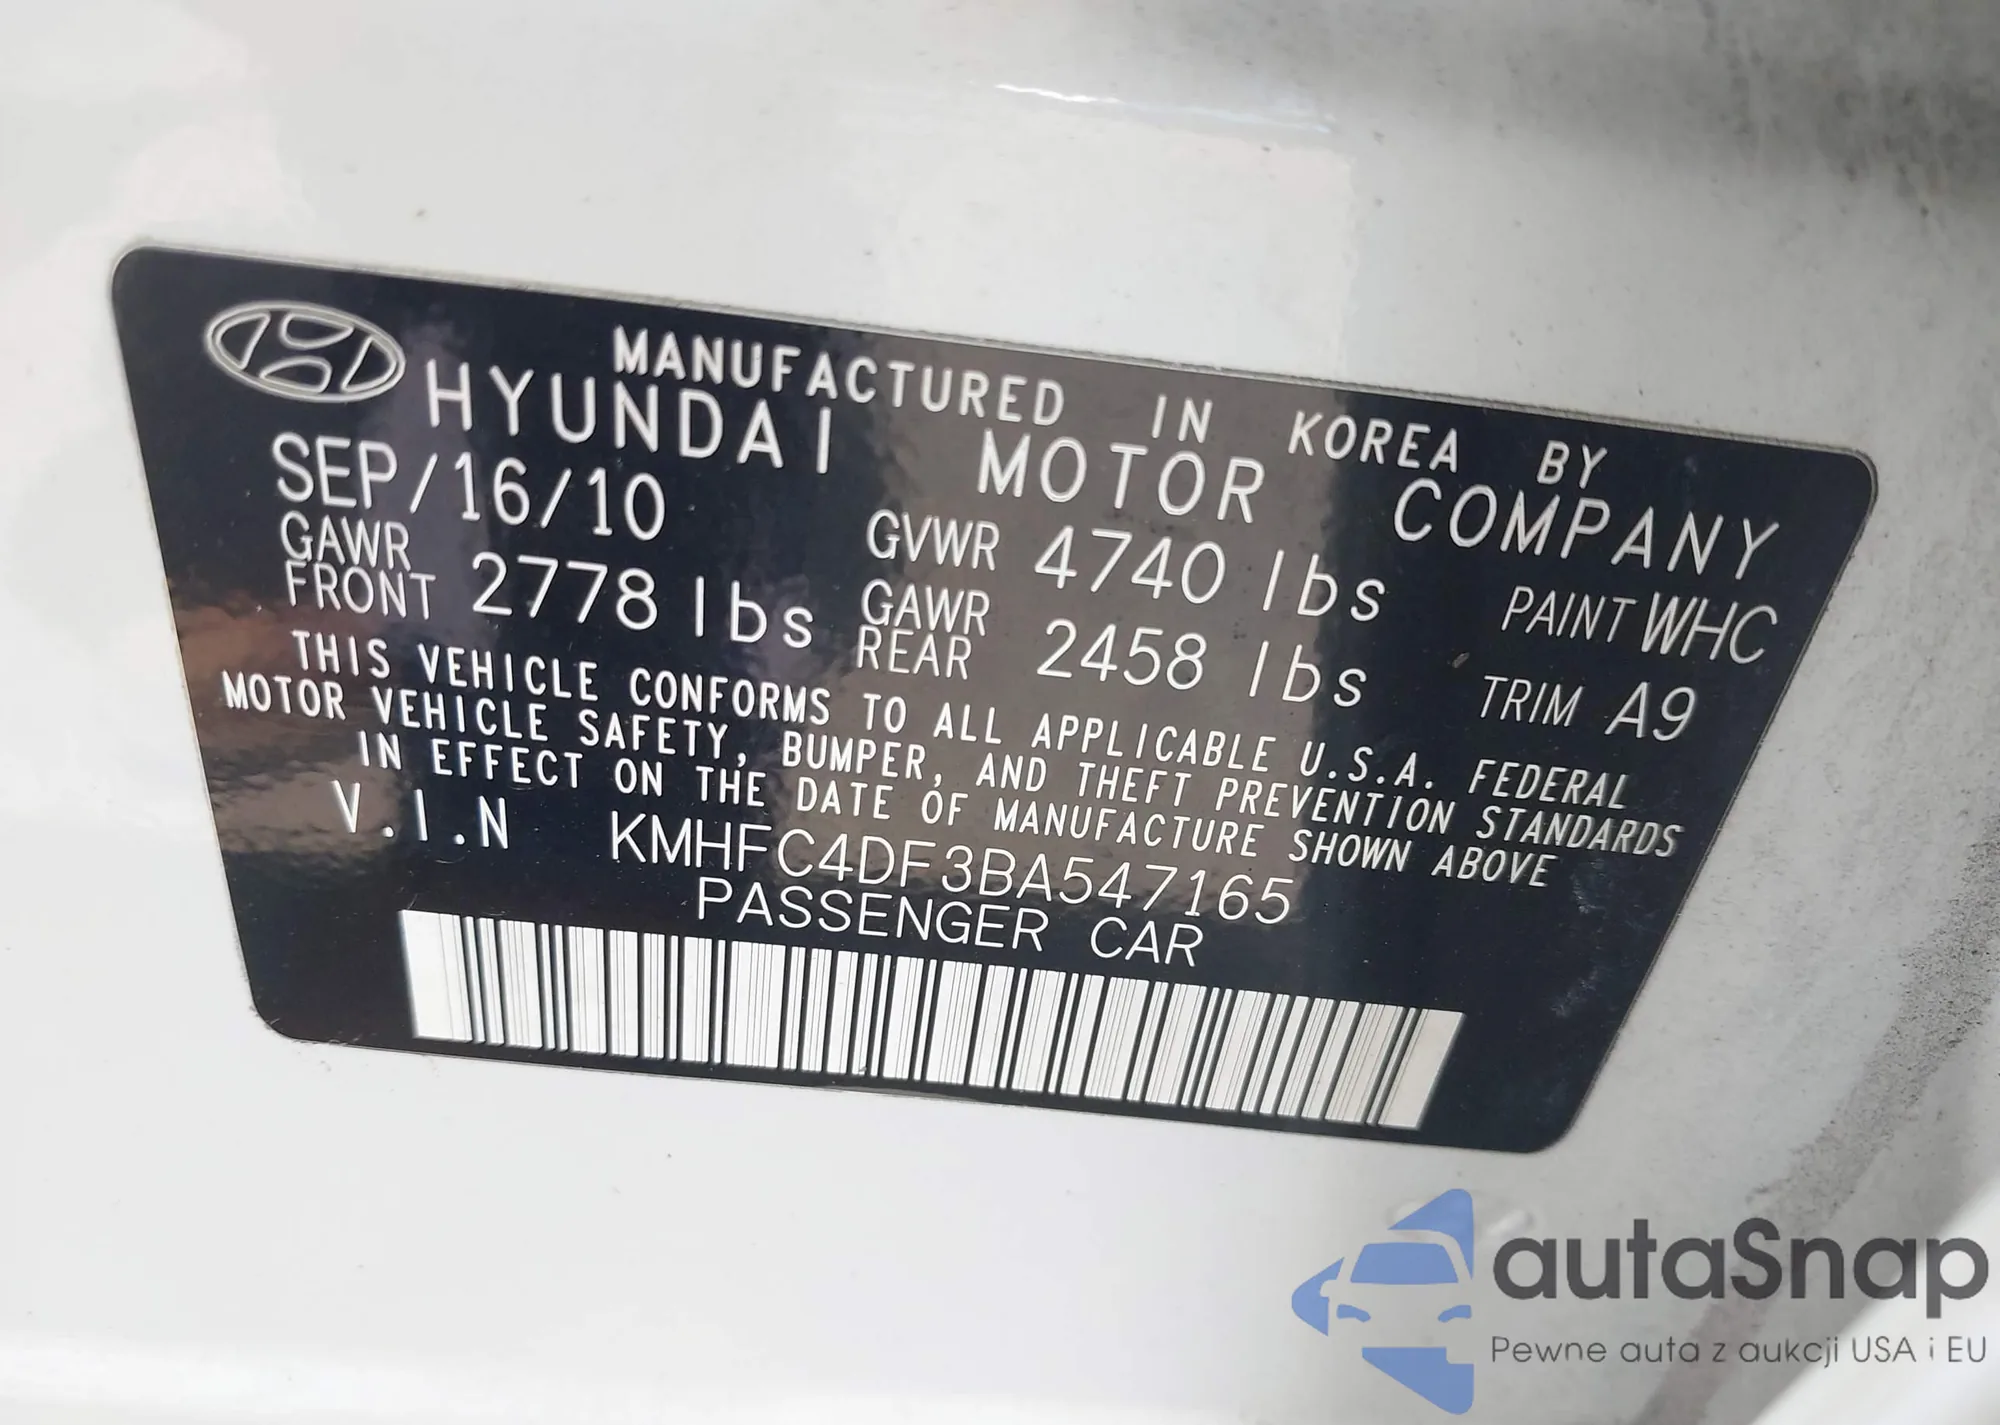 MANUFACTURED IN KOREA BY
HYUNDAI MOTOR COMPANY
SEP/16/10 GVWR 4740 lbs PAINT WHC
GAWR FRONT 2778 lbs GAWR REAR 2458 lbs TRIM A9
THIS VEHICLE CONFORMS TO ALL APPLICABLE U.S.A. FEDERAL
MOTOR VEHICLE SAFETY, BUMPER, AND THEFT PREVENTION STANDARDS
IN EFFECT ON THE DATE OF MANUFACTURE SHOWN ABOVE
V.I.N KMHFC4DF3BA547165
PASSENGER CAR
autaSnap
Pewne auta z aukcji USA i EU